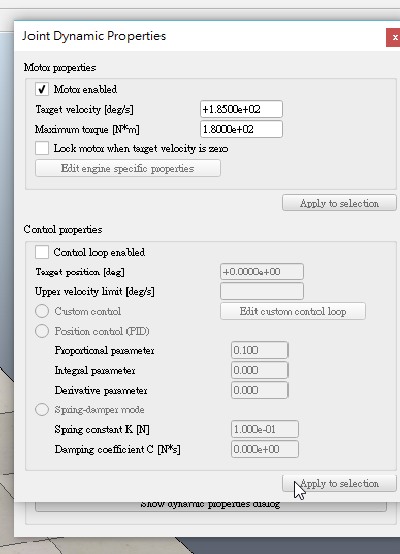 Joint Dynamic Properties
x
Motor properties
Motor enabled
Target velocity [deg/s] +1.8500e+02
Maximum torque [N*m] 1.8000e+02
Lock motor when target velocity is zero
Edit engine specific properties
Apply to selection
Control properties
Control loop enabled
Target position [deg] +0.0000e+00
Upper velocity limit [deg/s]
Custom control Edit custom control loop
Position control (PID)
Proportional parameter 0.100
Integral parameter 0.000
Derivative parameter 0.000
Spring-damper mode
Spring constant K [N] 1.000e-01
Damping coefficient C [N*s] 0.000e+00
Apply to selection
Show dynamic properties dialog